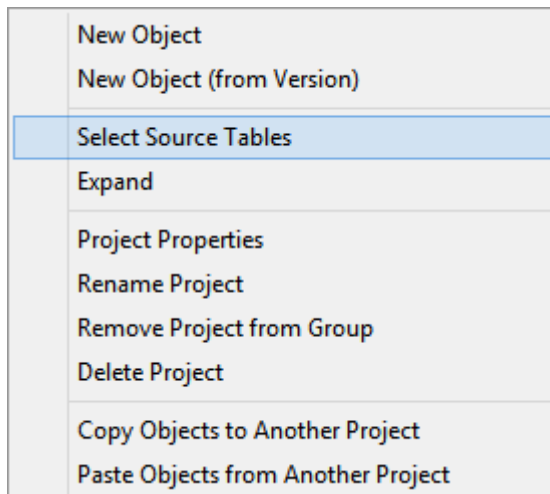 New Object
New Object (from Version)
Select Source Tables
Expand
Project Properties
Rename Project
Remove Project from Group
Delete Project
Copy Objects to Another Project
Paste Objects from Another Project